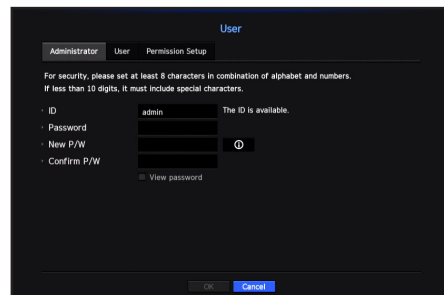 User
Administrator User Permission Setup
For security, please set at least 8 characters in combination of alphabet and numbers.
If less than 10 digits, it must include special characters.
ID admin The ID is available.
Password
New P/W
Confirm P/W
View password
OK Cancel